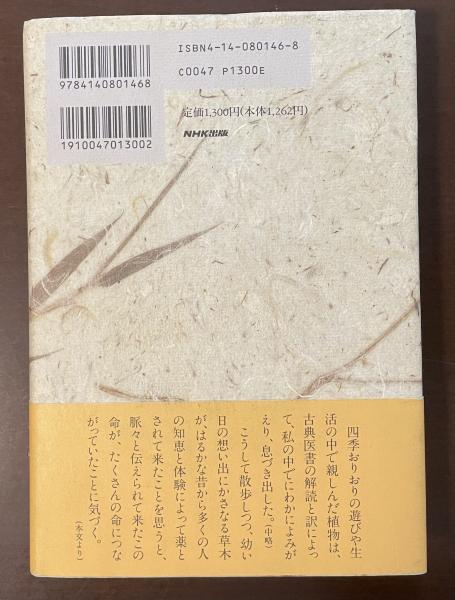 ISBN4-14-080146-8
C0047 P1300E
9784140801468
定価1,300円(本体1,262円)
NHK出版
1910047013002
四季おりおりの遊びや生
活の中で親しんだ植物は、
古典医書の解読と訳によっ
て、私の中でにわかによみが
えり、息づき出した。(中略)
こうして散歩しつつ、幼い
日の想い出にかさなる草木
が、はるかな昔から多くの人
の知恵と体験によって薬と
されて来たことを思うと、
脈々と伝えられて来たこの
命が、たくさんの命につな
がっていたことに気づく。
(本文より)